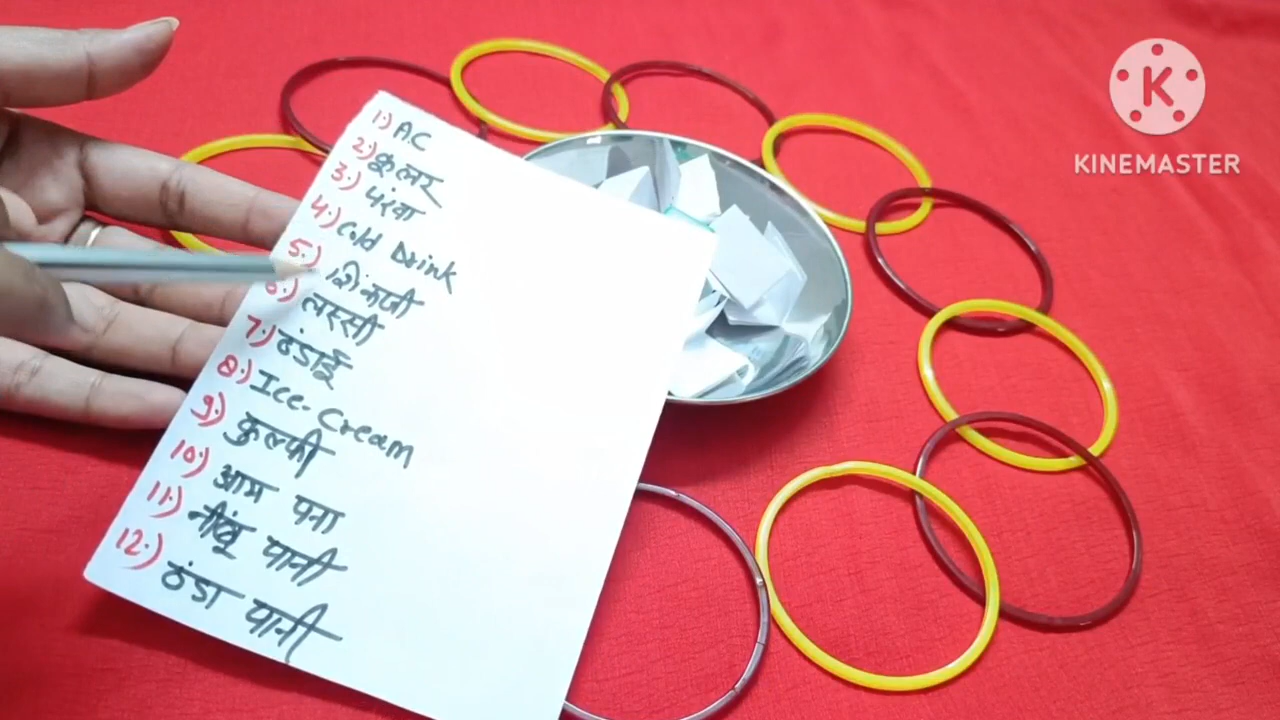 1.) A.C
2.) कूलर
3.) पंखा
4.) Cold Drink
5.) शिकंजी
6.) लस्सी
7.) ठंडाई
8.) Ice-Cream
9.) कुल्फी
10.) आम पना
11.) नींबू पानी
12.) ठंडा पानी
K
KINEMASTER